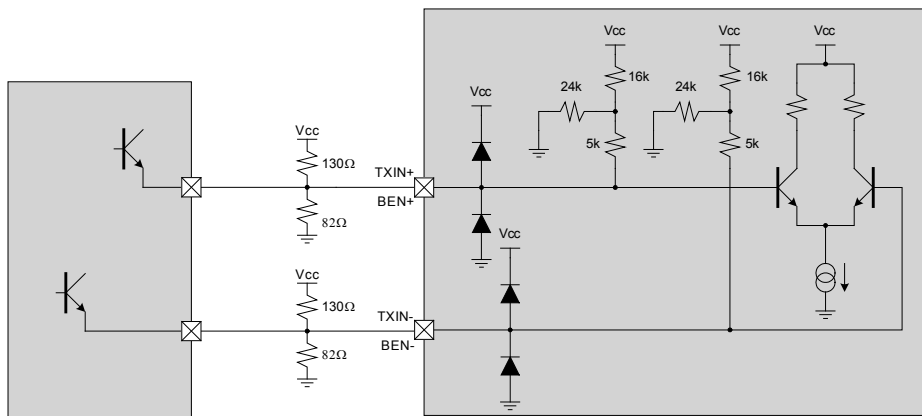 Vcc Vcc Vcc
16k 16k
24k 24k
Vcc
Vcc
5k 5k
130Ω
TXIN+
BEN+
82Ω
Vcc
Vcc
130Ω
TXIN-
BEN-
82Ω